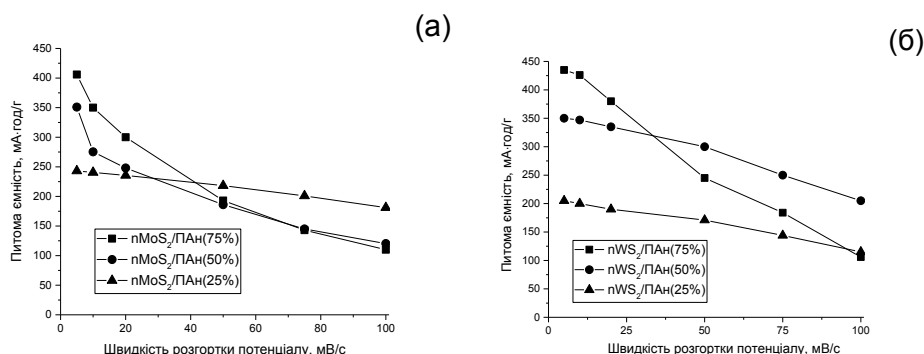 (а)
450
400
350
300
250
200
150
100
50
0
Питома ємність, мА·год/г
nMoS₂/ПАн(75%)
nMoS₂/ПАн(50%)
nMoS₂/ПАн(25%)
0 20 40 60 80 100
Швидкість розгортки потенціалу, мВ/с
(б)
450
400
350
300
250
200
150
100
50
0
Питома ємність, мА·год/г
nWS₂/ПАн(75%)
nWS₂/ПАн(50%)
nWS₂/ПАн(25%)
0 25 50 75 100
Швидкість розгортки потенціалу, мВ/с